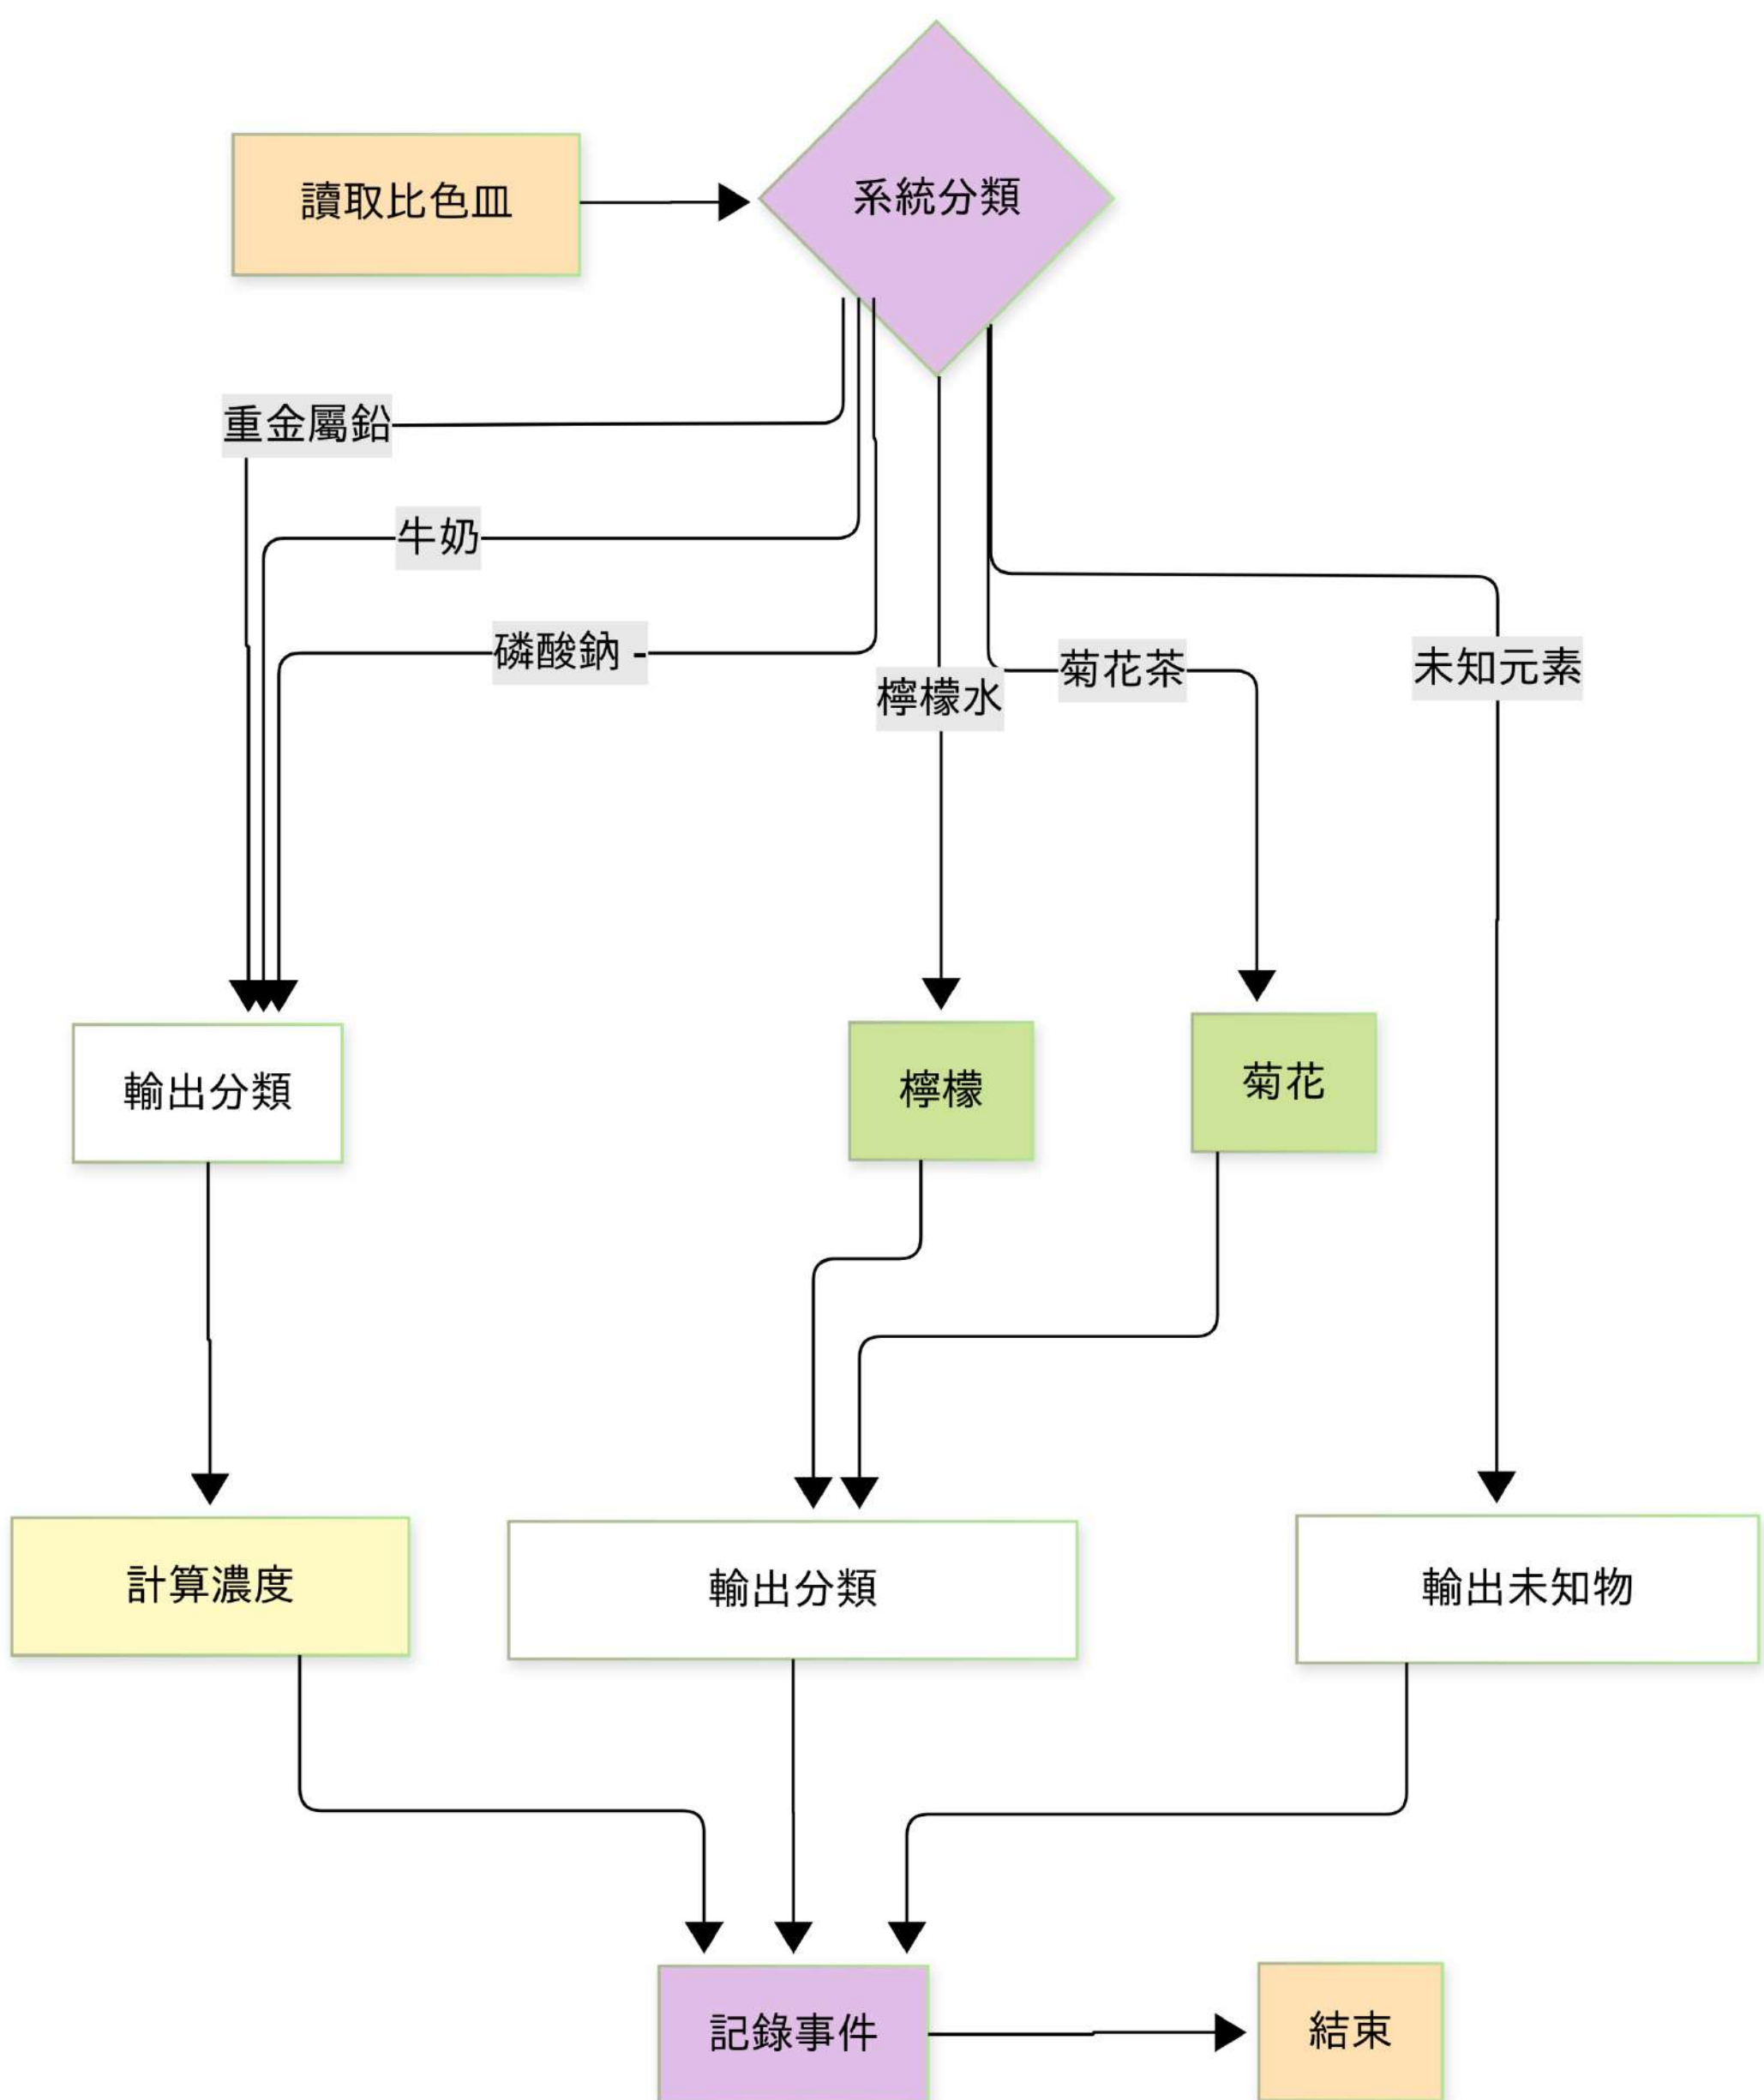 讀取比色皿
系統分類
重金屬鉛
牛奶
磷酸鈉 -
檸檬水
菊花茶
未知元素
輸出分類
檸檬
菊花
計算濃度
輸出分類
輸出未知物
記錄事件
結束